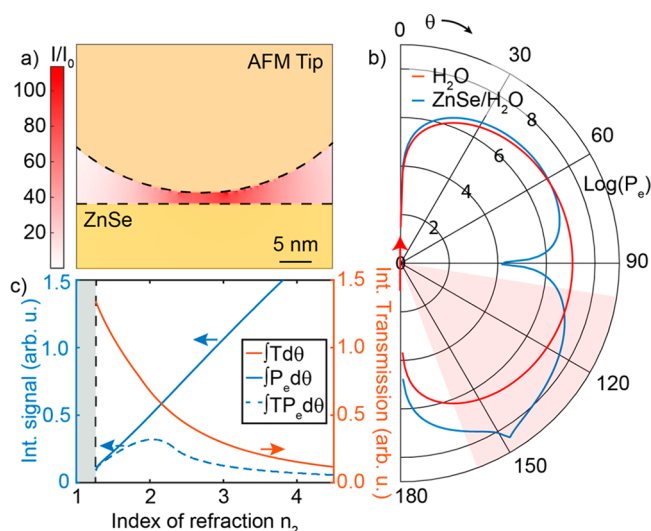 a)
I/I0
100
80
60
40
20
0
AFM Tip
ZnSe
5 nm
b)
0
θ
30
60
90
120
150
180
H2O
ZnSe/H2O
8
6
4
2
0
Log(Pe)
c)
1.5
1.0
0.5
0
Int. signal (arb. u.)
∫Tdθ
∫Pedθ
∫TPedθ
1.5
1.0
0.5
0.0
Int. Transmission (arb. u.)
1 2 3 4
Index of refraction n2